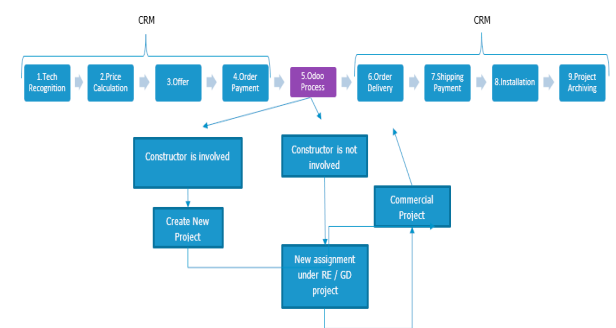 CRM
CRM
1.Tech
Recognition
2.Price
Calculation
3.Offer
4.Order
Payment
5.Odoo
Process
6.Order
Delivery
7.Shipping
Payment
8.Installation
9.Project
Archiving
Constructor is involved
Constructor is not
involved
Create New
Project
Commercial
Project
New assignment
under RE / GD
project